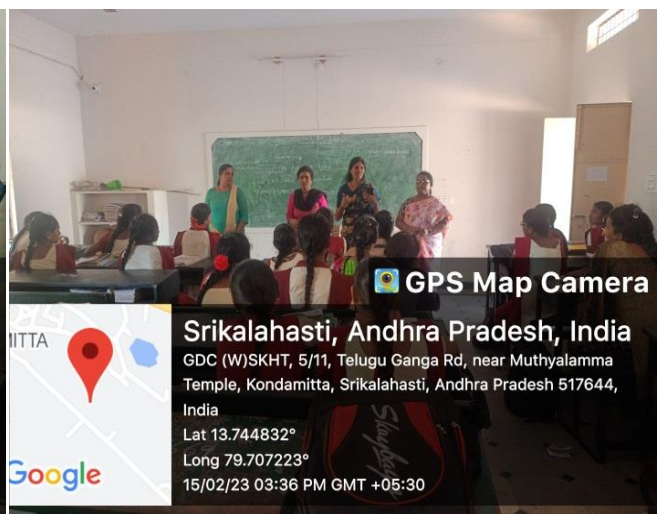 GPS Map Camera
Srikalahasti, Andhra Pradesh, India
GDC (W)SKHT, 5/11, Telugu Ganga Rd, near Muthyalamma
Temple, Kondamitta, Srikalahasti, Andhra Pradesh 517644,
India
Lat 13.744832°
Long 79.707223°
15/02/23 03:36 PM GMT +05:30
MITTA
Google
Skybags